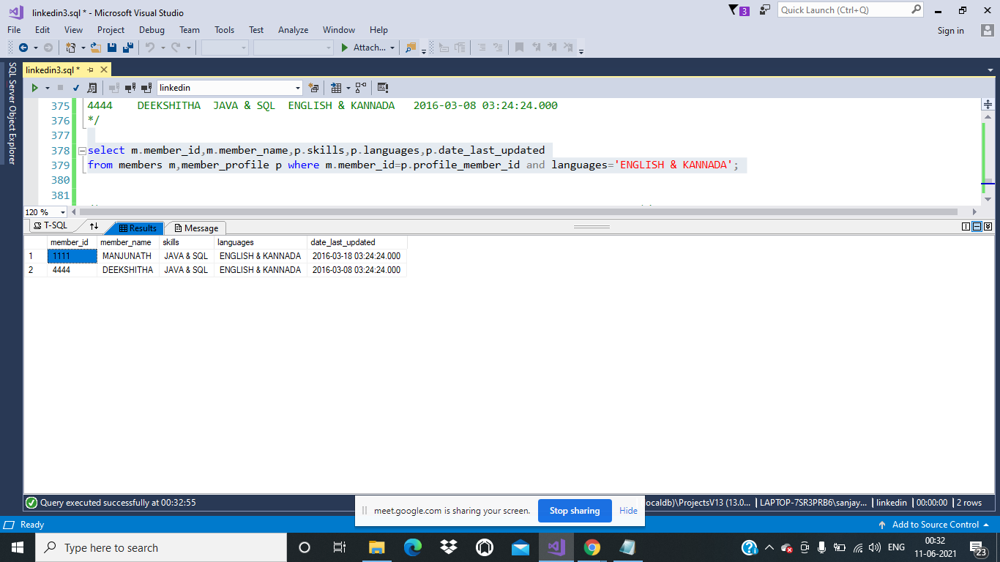 linkedin3.sql * - Microsoft Visual Studio
3
Quick Launch (Ctrl+Q)
File Edit View Project Debug Team Tools Test Analyze Window Help
Sign in
Attach...
SQL Server Object Explorer
linkedin3.sql *
linkedin
375 4444 DEEKSHITHA JAVA & SQL ENGLISH & KANNADA 2016-03-08 03:24:24.000
376 */
377
378 select m.member_id,m.member_name,p.skills,p.languages,p.date_last_updated
379 from members m,member_profile p where m.member_id=p.profile_member_id and languages='ENGLISH & KANNADA';
380
381
120 %
T-SQL Results Message
member_id member_name skills languages date_last_updated
1 1111 MANJUNATH JAVA & SQL ENGLISH & KANNADA 2016-03-18 03:24:24.000
2 4444 DEEKSHITHA JAVA & SQL ENGLISH & KANNADA 2016-03-08 03:24:24.000
Query executed successfully at 00:32:55
ocaldb)\ProjectsV13 (13.0... LAPTOP-7SR3PRB6\sanjay... linkedin 00:00:00 2 rows
meet.google.com is sharing your screen. Stop sharing Hide
Ready
Add to Source Control
Type here to search
ENG
00:32
11-06-2021
23